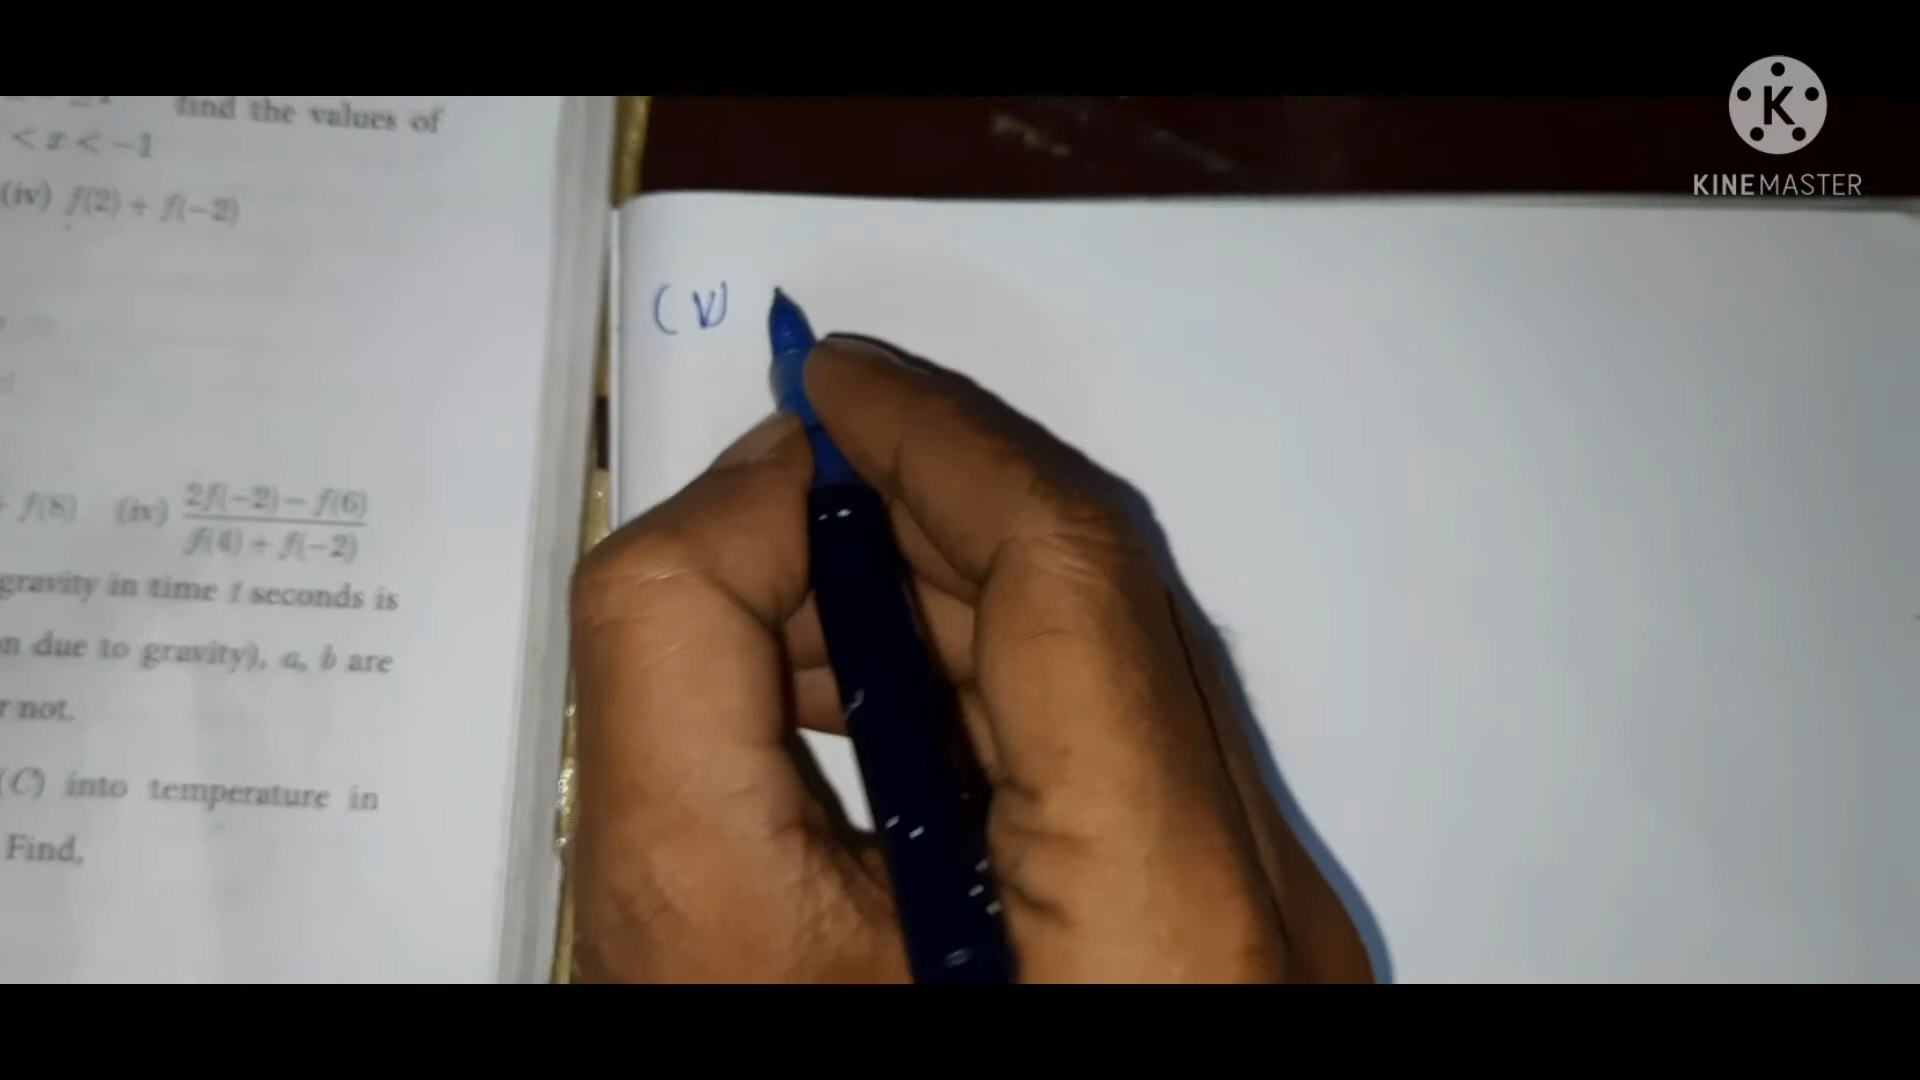 find the values of
< x < -1
(iv) f(2) + f(-2)
+ f(8) (iv) 2f(-2) - f(6)
f(4) + f(-2)
gravity in time t seconds is
n due to gravity), a, b are
r not.
(C) into temperature in
Find,
(v)
K
KINEMASTER